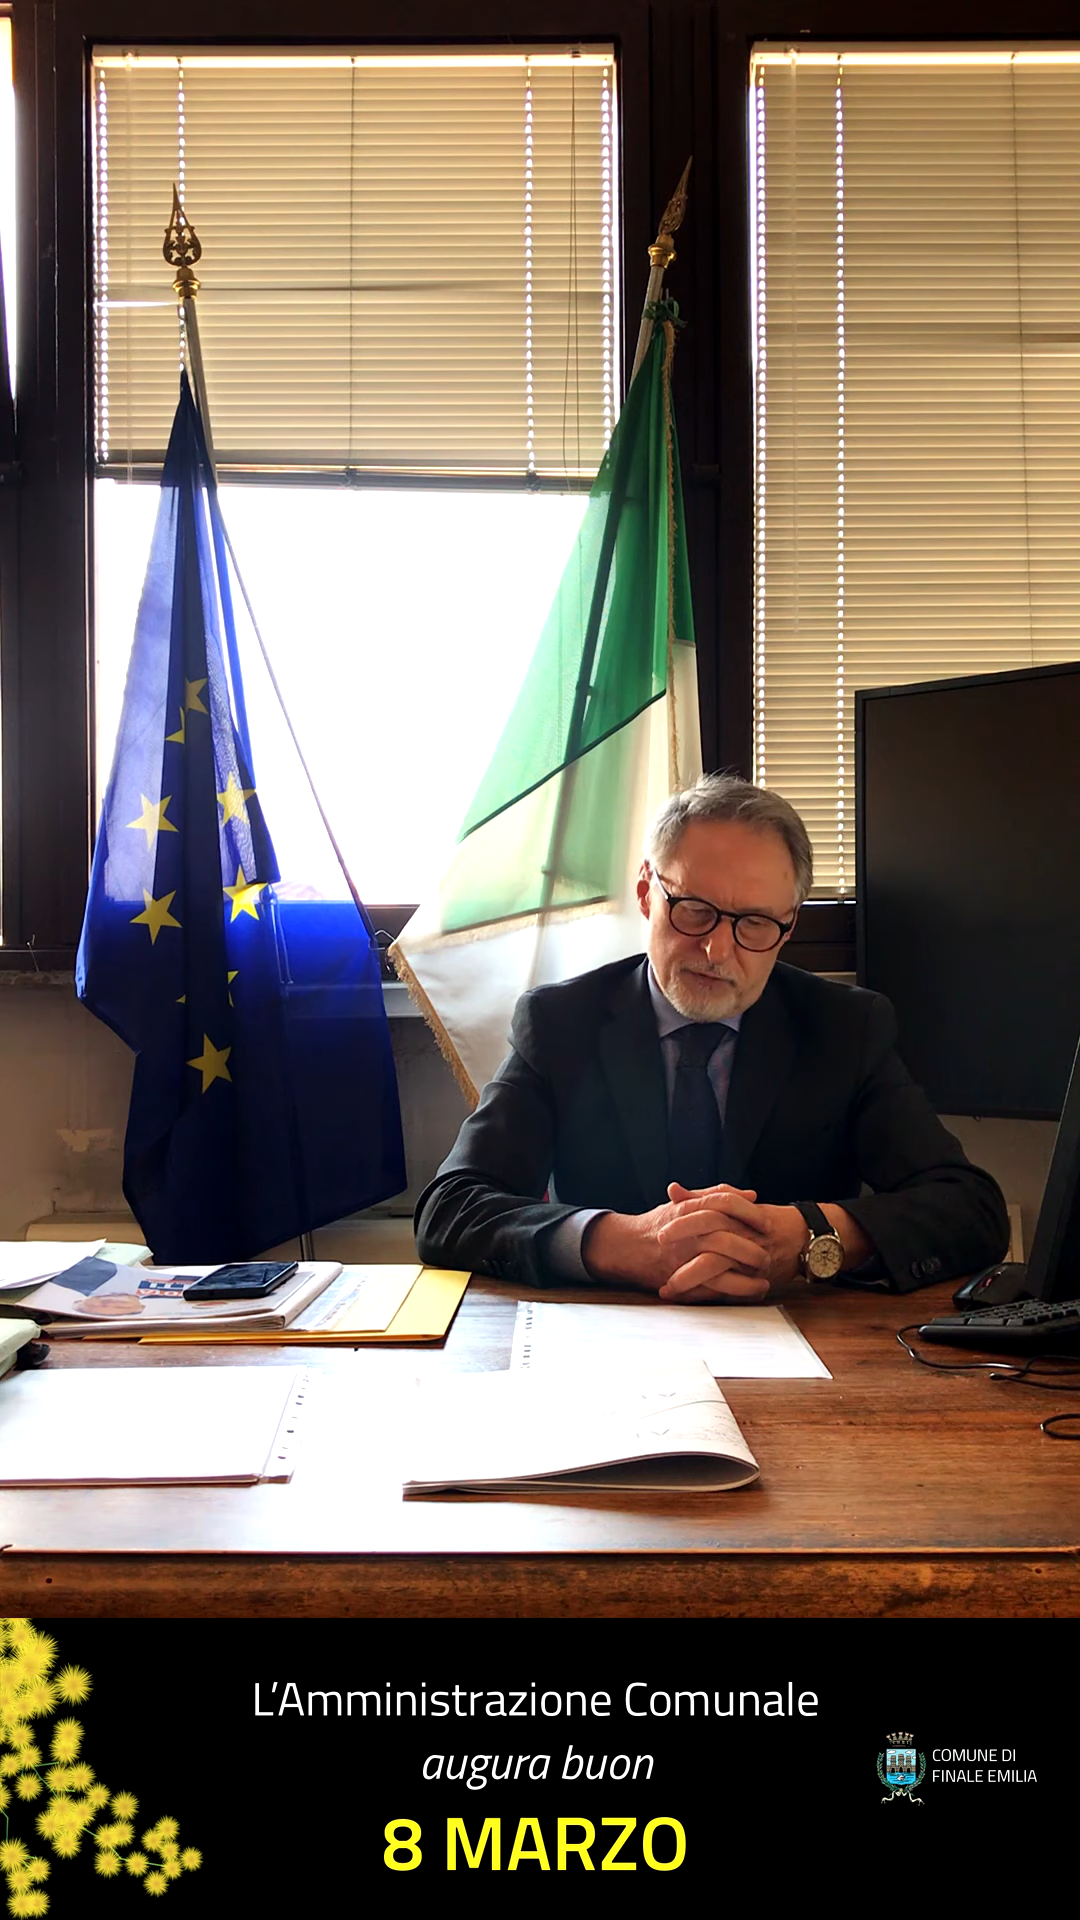 L'Amministrazione Comunale
augura buon
8 MARZO
COMUNE DI
FINALE EMILIA